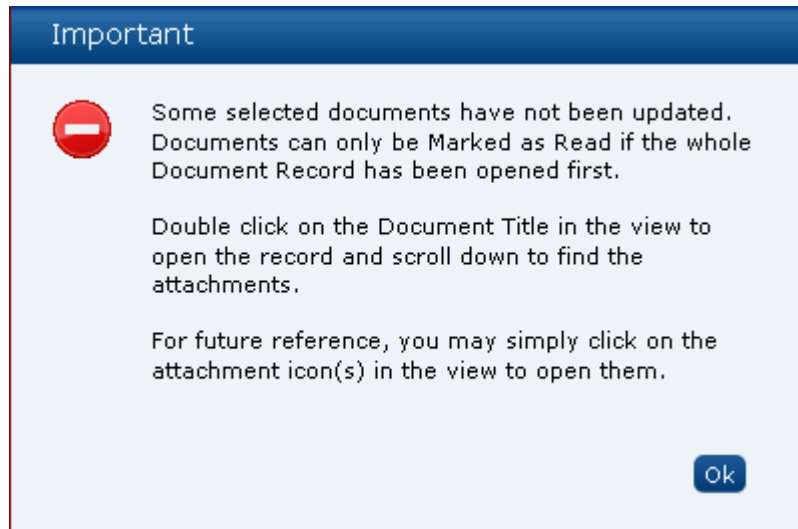 Important
Some selected documents have not been updated.
Documents can only be Marked as Read if the whole
Document Record has been opened first.
Double click on the Document Title in the view to
open the record and scroll down to find the
attachments.
For future reference, you may simply click on the
attachment icon(s) in the view to open them.
Ok